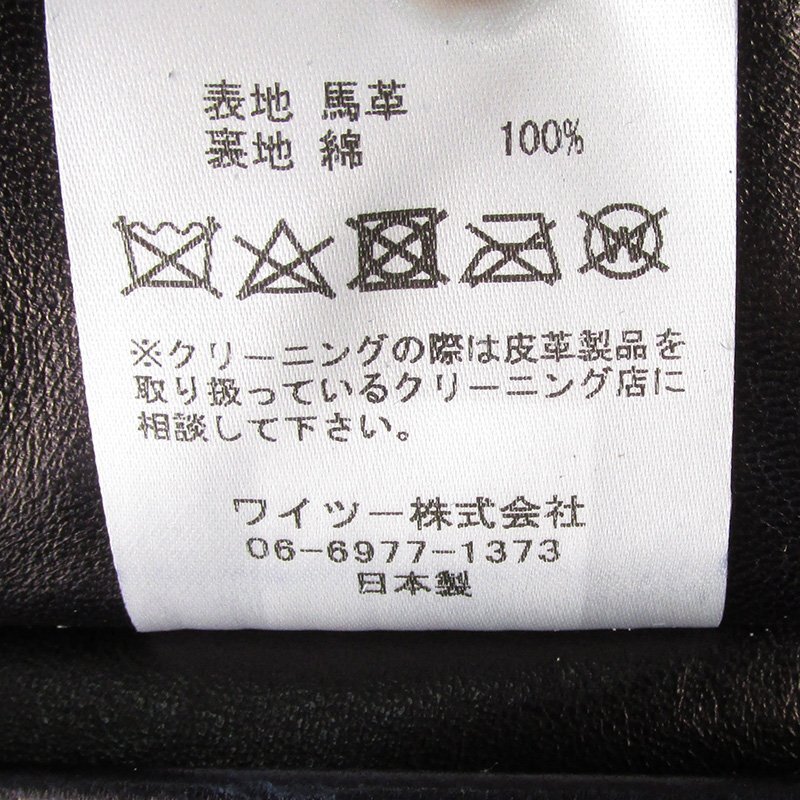 表地 馬革
裏地 綿 100%
W
※クリーニングの際は皮革製品を
取り扱っているクリーニング店に
相談して下さい。
ワイツー株式会社
06-6977-1373
日本製